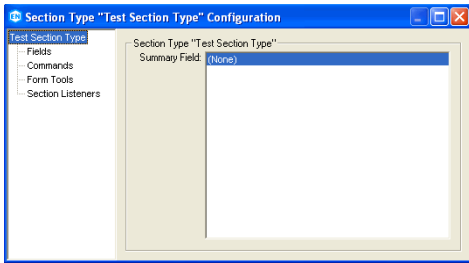 Section Type "Test Section Type" Configuration
Test Section Type
Fields
Commands
Form Tools
Section Listeners
Section Type "Test Section Type"
Summary Field:
(None)